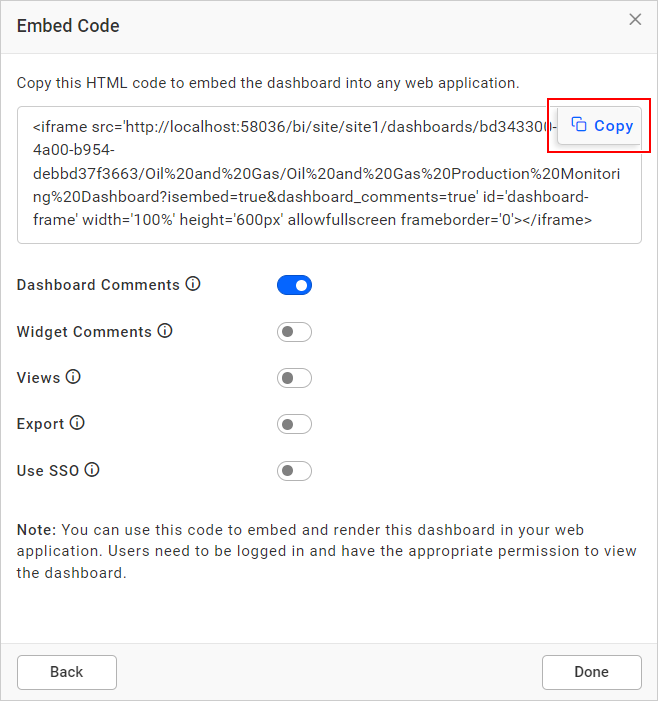 Embed Code
Copy this HTML code to embed the dashboard into any web application.
<iframe src='http://localhost:58036/bi/site/site1/dashboards/bd343300-
Copy
4a00-b954-
debbd37f3663/Oil%20and%20Gas/Oil%20and%20Gas%20Production%20Monitori
ng%20Dashboard?isembed=true&dashboard_comments=true' id='dashboard-
frame' width='100%' height='600px' allowfullscreen frameborder='0'></iframe>
Dashboard Comments
Widget Comments
Views
Export
Use SSO
Note: You can use this code to embed and render this dashboard in your web
application. Users need to be logged in and have the appropriate permission to view
the dashboard.
Back
Done